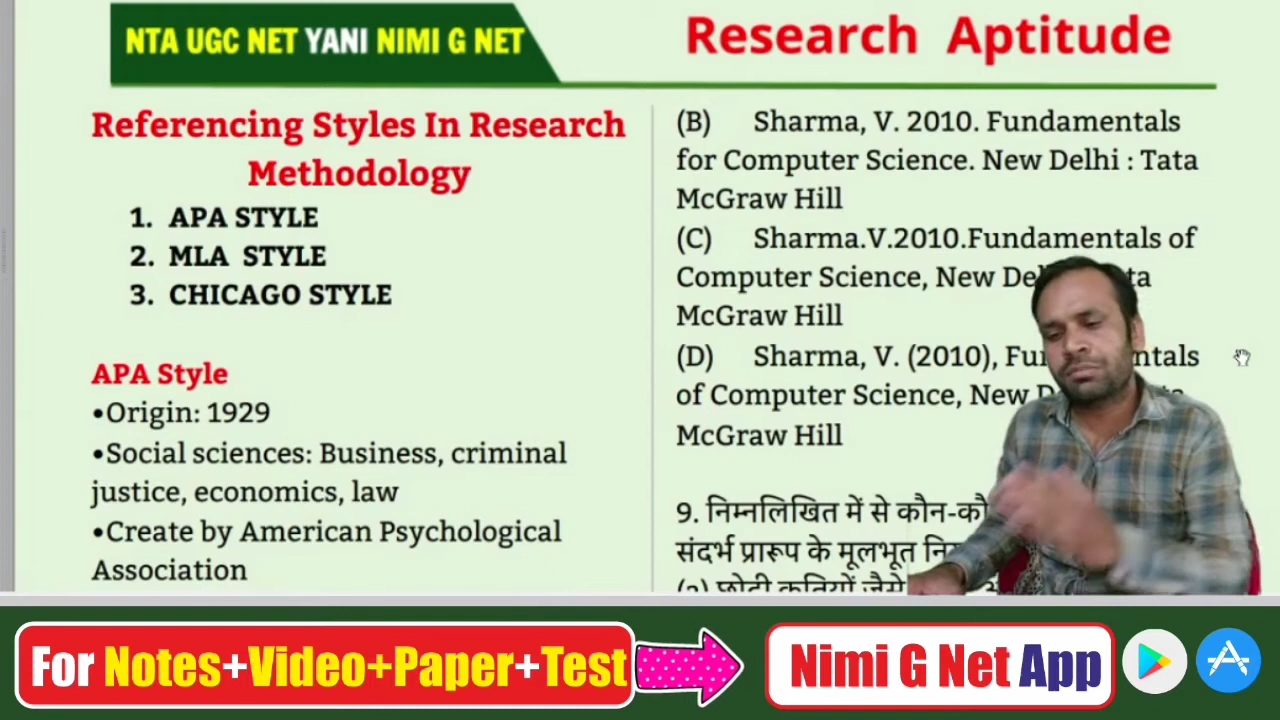 NTA UGC NET YANI NIMI G NET
Research Aptitude
Referencing Styles In Research
Methodology
1. APA STYLE
2. MLA STYLE
3. CHICAGO STYLE
APA Style
•Origin: 1929
•Social sciences: Business, criminal
justice, economics, law
•Create by American Psychological
Association
(B) Sharma, V. 2010. Fundamentals
for Computer Science. New Delhi : Tata
McGraw Hill
(C) Sharma.V.2010.Fundamentals of
Computer Science, New
McGraw Hill
(D) Sharma, V. (2010),
of Computer Science, New
McGraw Hill
9. निम्नलिखित में से
संदर्भ प्रारूप के मूलभूत
For Notes+Video+Paper+Test
Nimi G Net App